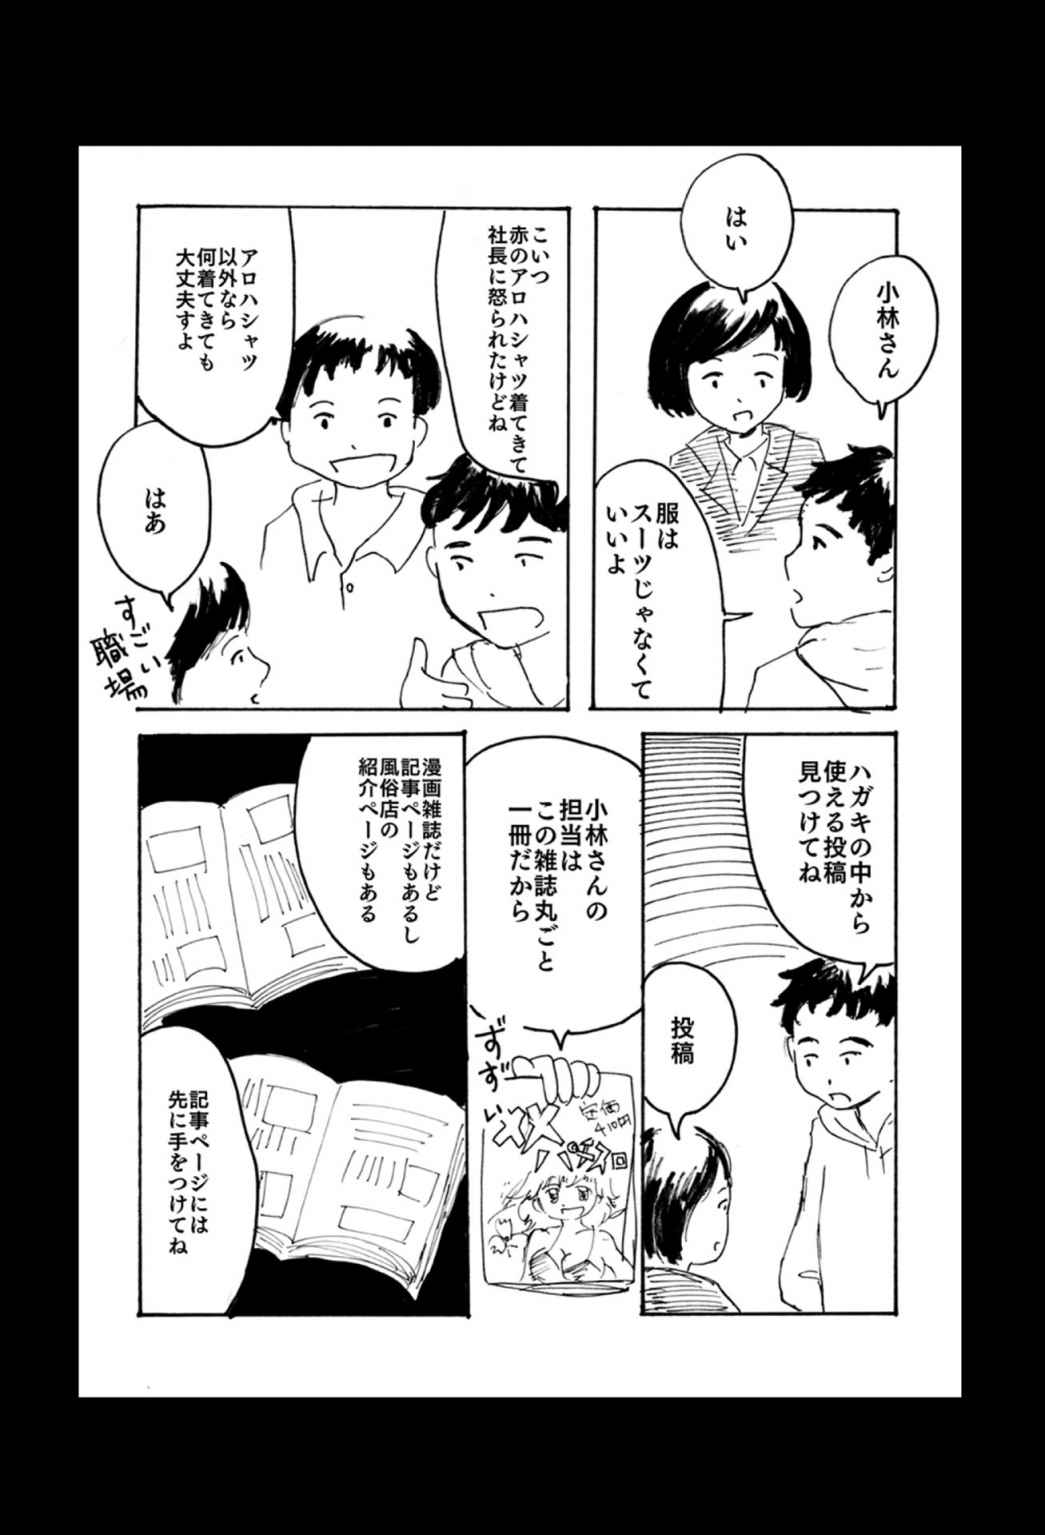 小林さん
はい
服は
スーツじゃなくて
いいよ
こいつ
赤のアロハシャツ着てきて
社長に怒られたけどね
アロハシャツ
以外なら
何着てきても
大丈夫すよ
はあ
すごい
職場
ハガキの中から
使える投稿
見つけてね
投稿
小林さんの
担当は
この雑誌丸ごと
一冊だから
ずずい
定価
410円
漫画雑誌だけど
記事ページもあるし
風俗店の
紹介ページもある
記事ページには
先に手をつけてね